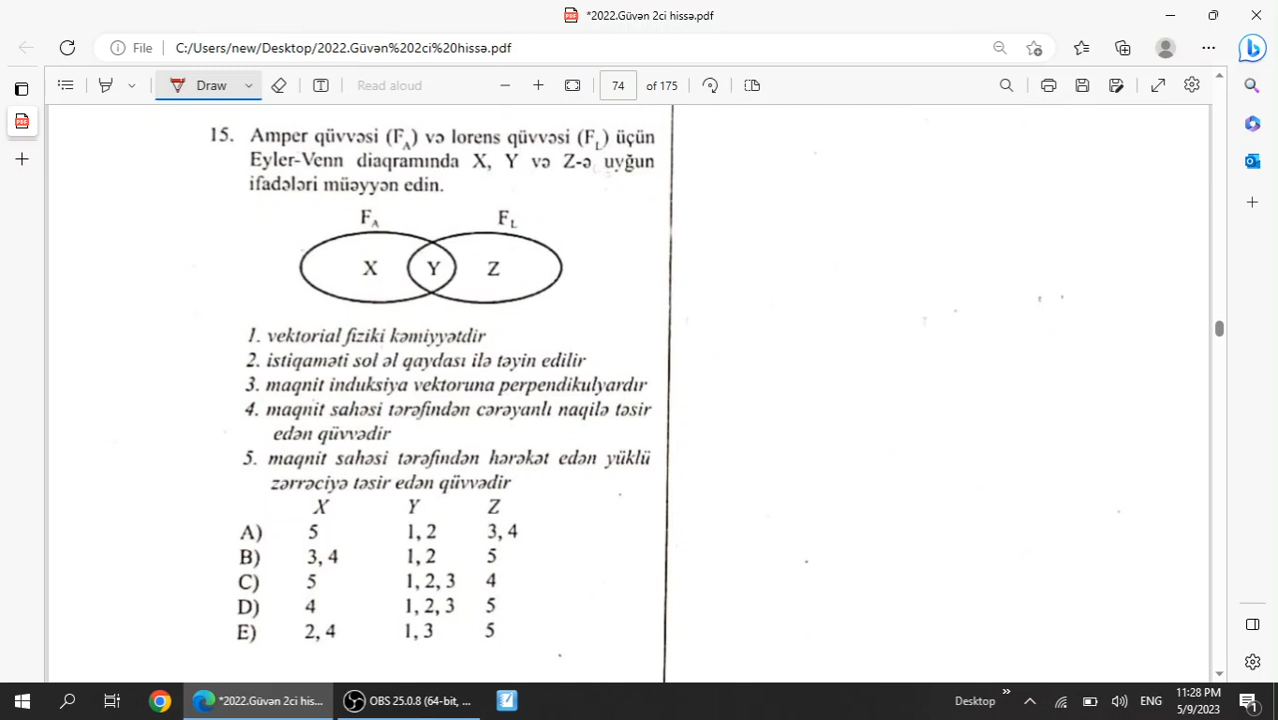 *2022.Güvən 2ci hissə.pdf
File C:/Users/new/Desktop/2022.Güvən%202ci%20hissə.pdf
Draw Read aloud 74 of 175
15. Amper qüvvəsi (F_A) və lorens qüvvəsi (F_L) üçün
Eyler-Venn diaqramında X, Y və Z-ə uyğun
ifadələri müəyyən edin.
F_A F_L
X Y Z
1. vektorial fiziki kəmiyyətdir
2. istiqaməti sol əl qaydası ilə təyin edilir
3. maqnit induksiya vektoruna perpendikulyardır
4. maqnit sahəsi tərəfindən cərəyanlı naqilə təsir
edən qüvvədir
5. maqnit sahəsi tərəfindən hərəkət edən yüklü
zərrəciyə təsir edən qüvvədir
X Y Z
A) 5 1, 2 3, 4
B) 3, 4 1, 2 5
C) 5 1, 2, 3 4
D) 4 1, 2, 3 5
E) 2, 4 1, 3 5
*2022.Güvən 2ci his... OBS 25.0.8 (64-bit, ... Desktop ENG 11:28 PM
5/9/2023